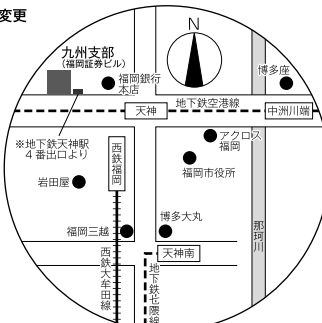 変更
N
九州支部
(福岡証券ビル)
福岡銀行
本店
博多座
地下鉄空港線
天神
中洲川端
※地下鉄天神駅
4番出口より
西鉄福岡
アクロス
福岡
福岡市役所
岩田屋
那珂川
福岡三越
博多大丸
天神南
西鉄大牟田線
地下鉄七隈線